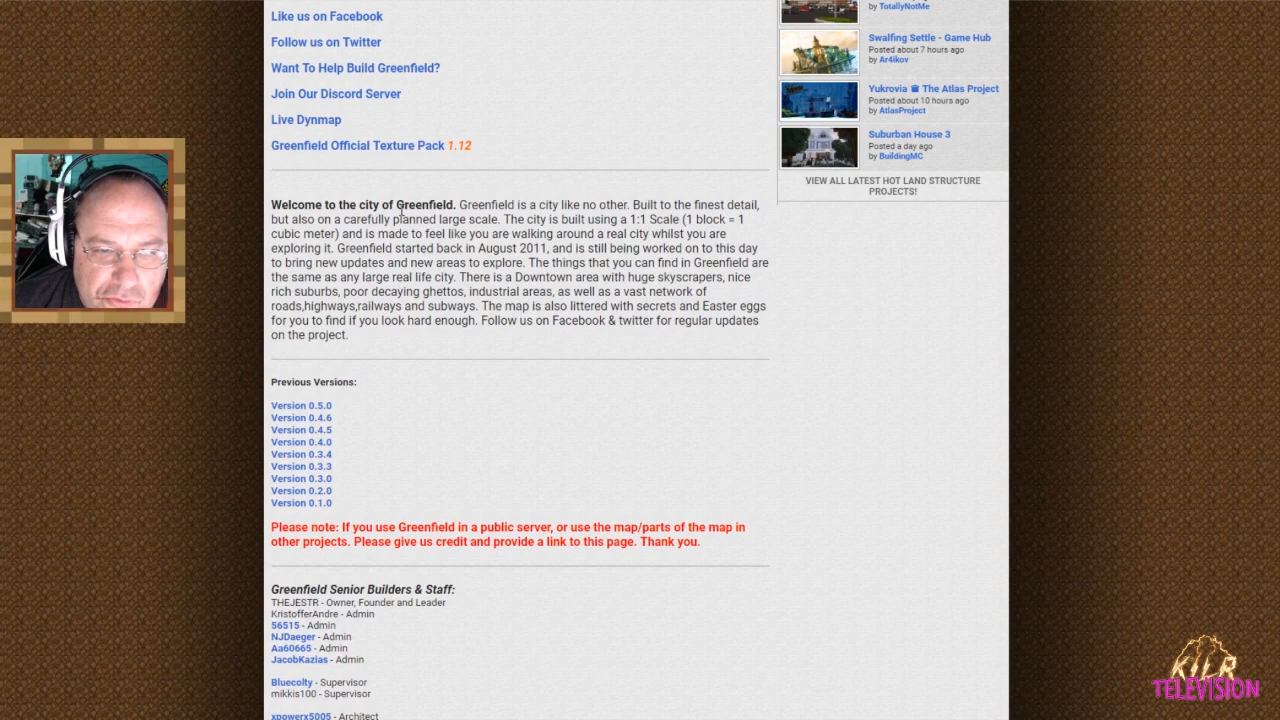 Like us on Facebook
Follow us on Twitter
Want To Help Build Greenfield?
Join Our Discord Server
Live Dynmap
Greenfield Official Texture Pack 1.12
Welcome to the city of Greenfield. Greenfield is a city like no other. Built to the finest detail,
but also on a carefully planned large scale. The city is built using a 1:1 Scale (1 block = 1
cubic meter) and is made to feel like you are walking around a real city whilst you are
exploring it. Greenfield started back in August 2011, and is still being worked on to this day
to bring new updates and new areas to explore. The things that you can find in Greenfield are
the same as any large real life city. There is a Downtown area with huge skyscrapers, nice
rich suburbs, poor decaying ghettos, industrial areas, as well as a vast network of
roads,highways,railways and subways. The map is also littered with secrets and Easter eggs
for you to find if you look hard enough. Follow us on Facebook & twitter for regular updates
on the project.
Previous Versions:
Version 0.5.0
Version 0.4.6
Version 0.4.5
Version 0.4.0
Version 0.3.4
Version 0.3.3
Version 0.3.0
Version 0.2.0
Version 0.1.0
Please note: If you use Greenfield in a public server, or use the map/parts of the map in
other projects. Please give us credit and provide a link to this page. Thank you.
Greenfield Senior Builders & Staff:
THEJESTR - Owner, Founder and Leader
KristofferAndre - Admin
56515 - Admin
NJDaeger - Admin
Aa60665 - Admin
JacobKazias - Admin
Bluecolty - Supervisor
mikkis100 - Supervisor
xpowerx5005 - Architect
by TotallyNotMe
Swalfing Settle - Game Hub
Posted about 7 hours ago
by Ar4ikov
Yukrovia ♛ The Atlas Project
Posted about 10 hours ago
by AtlasProject
Suburban House 3
Posted a day ago
by BuildingMC
VIEW ALL LATEST HOT LAND STRUCTURE
PROJECTS!
KILR
TELEVISION